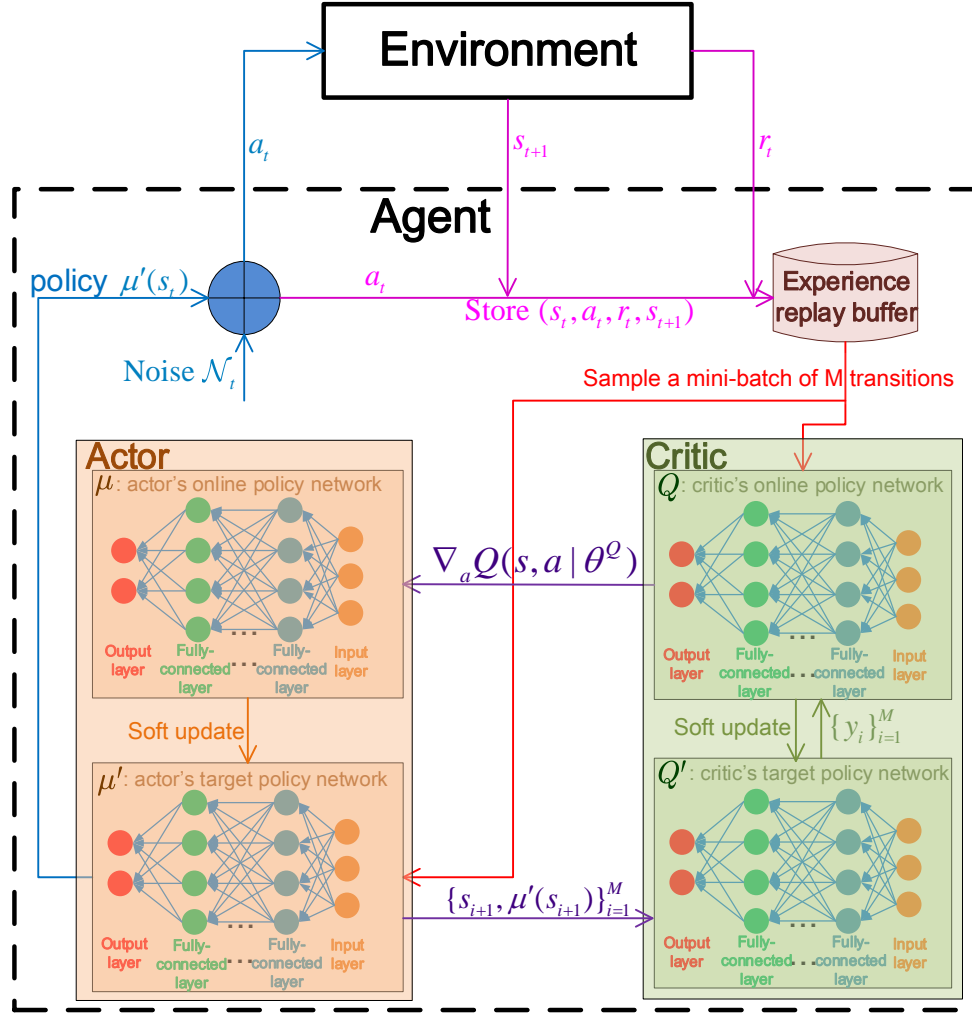 Environment
a_t
s_{t+1}
r_t
Agent
policy μ′(s_t)
a_t
Store (s_t, a_t, r_t, s_{t+1})
Experience
replay buffer
Noise 𝒩_t
Sample a mini-batch of M transitions
Actor
μ : actor's online policy network
...
Output
layer
Fully-
connected
layer
...
Fully-
connected
layer
Input
layer
∇_a Q(s, a | θ^Q)
Critic
Q : critic's online policy network
...
Output
layer
Fully-
connected
layer
...
Fully-
connected
layer
Input
layer
Soft update
Soft update
{y_i}_{i=1}^M
μ′ : actor's target policy network
...
Output
layer
Fully-
connected
layer
...
Fully-
connected
layer
Input
layer
{s_{i+1}, μ′(s_{i+1})}_{i=1}^M
Q′ : critic's target policy network
...
Output
layer
Fully-
connected
layer
...
Fully-
connected
layer
Input
layer